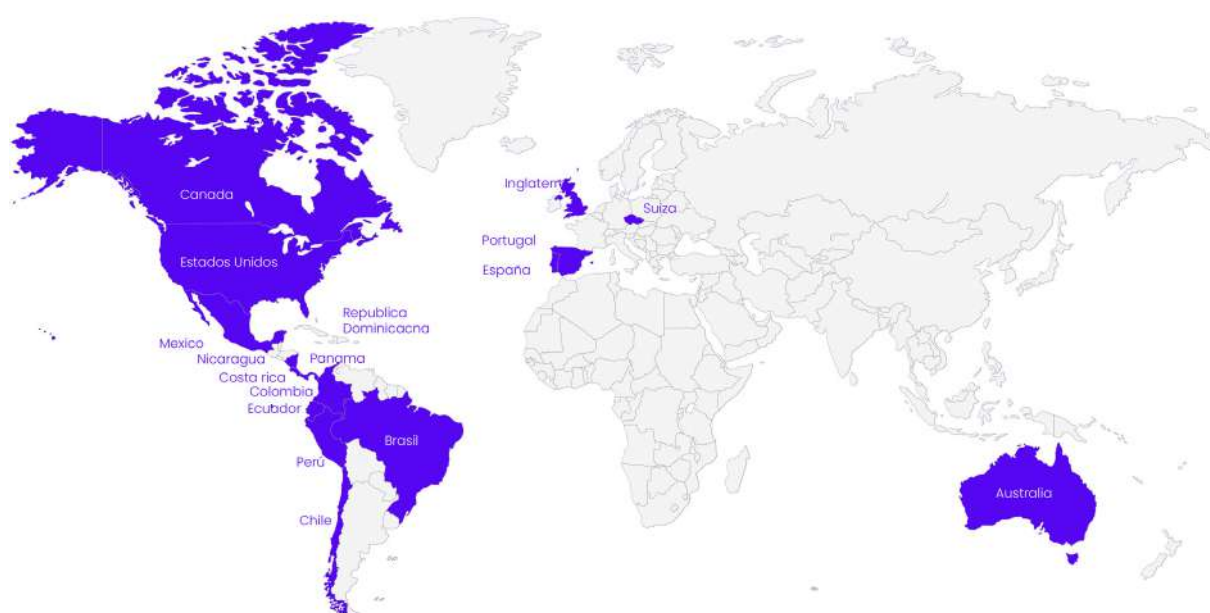 Canada
Inglaterra
Suiza
Portugal
Estados Unidos
España
Republica
Dominicacna
Mexico
Nicaragua
Panama
Costa rica
Colombia
Ecuador
Brasil
Perú
Australia
Chile